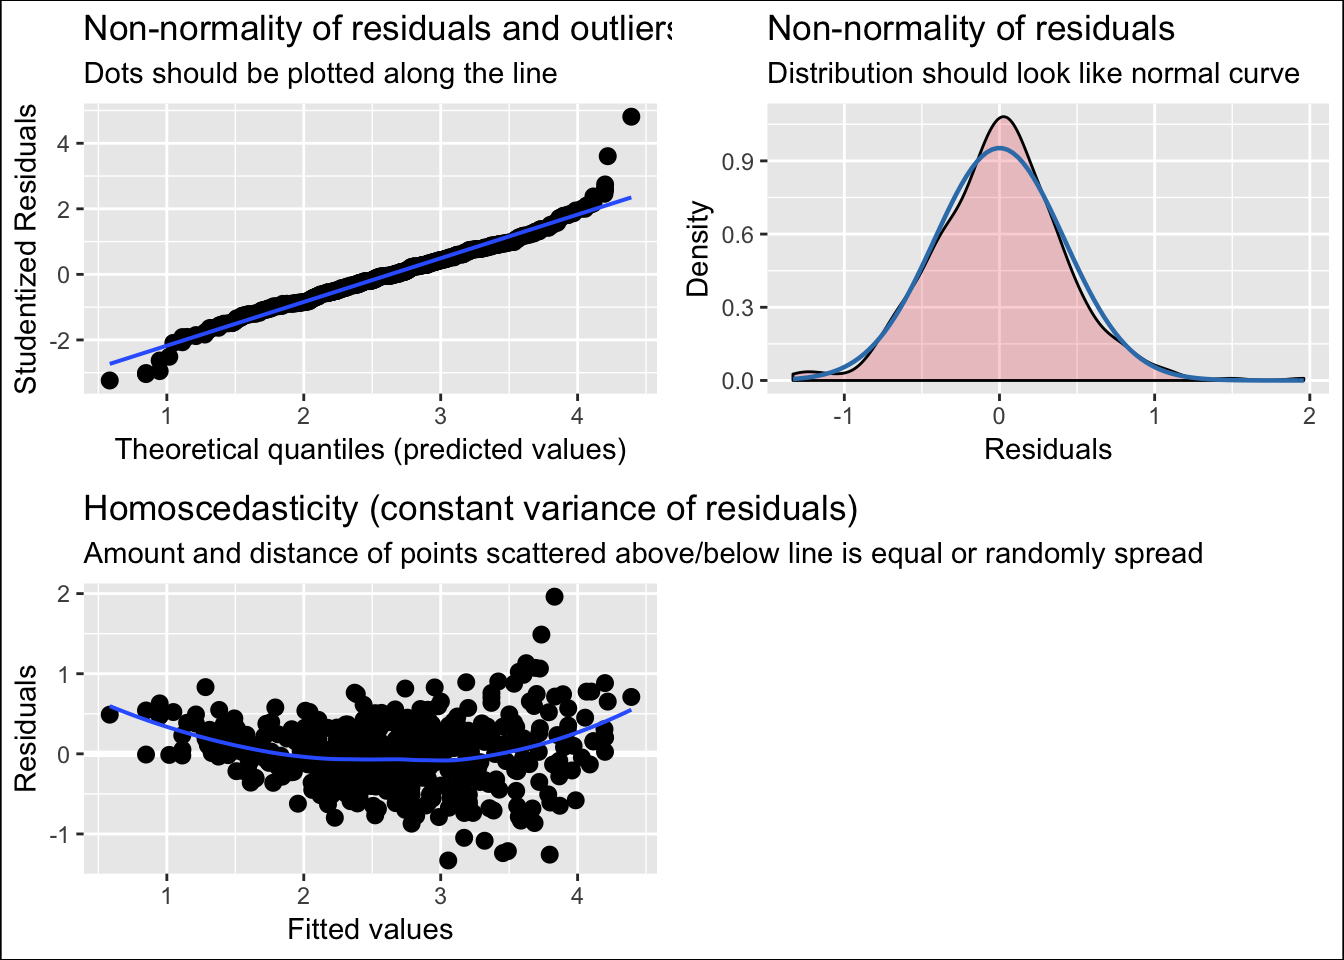 Non-normality of residuals and outliers
Dots should be plotted along the line
Studentized Residuals
4
2
0
-2
1 2 3 4
Theoretical quantiles (predicted values)
Non-normality of residuals
Distribution should look like normal curve
Density
0.9
0.6
0.3
0.0
-1 0 1 2
Residuals
Homoscedasticity (constant variance of residuals)
Amount and distance of points scattered above/below line is equal or randomly spread
Residuals
2
1
0
-1
1 2 3 4
Fitted values